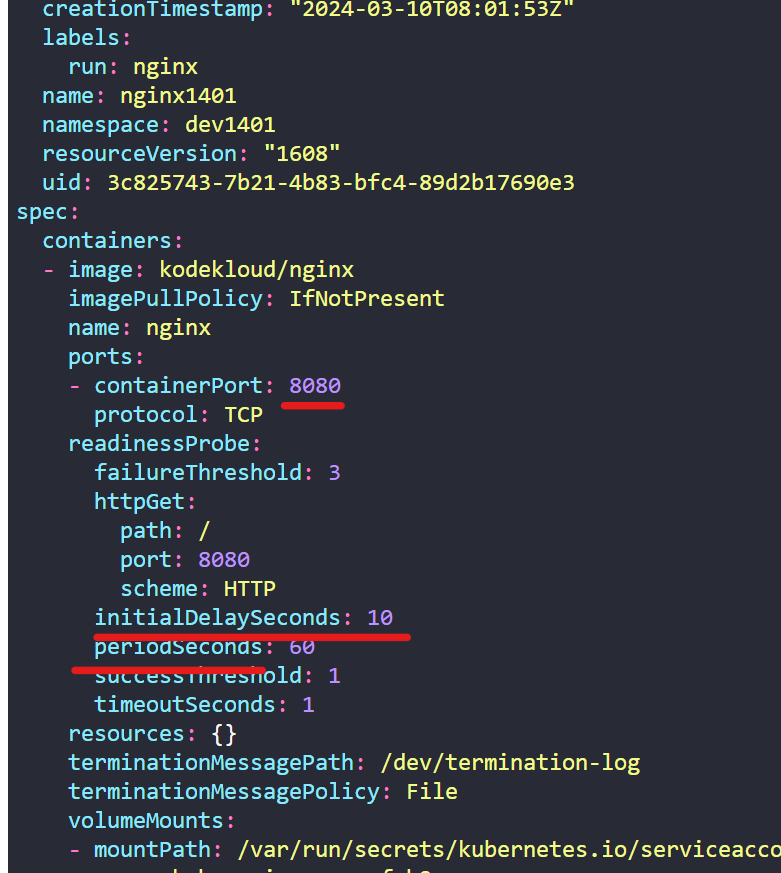 creationTimestamp: "2024-03-10T08:01:53Z"
labels:
run: nginx
name: nginx1401
namespace: dev1401
resourceVersion: "1608"
uid: 3c825743-7b21-4b83-bfc4-89d2b17690e3
spec:
containers:
- image: kodekloud/nginx
imagePullPolicy: IfNotPresent
name: nginx
ports:
- containerPort: 8080
protocol: TCP
readinessProbe:
failureThreshold: 3
httpGet:
path: /
port: 8080
scheme: HTTP
initialDelaySeconds: 10
periodSeconds: 60
successThreshold: 1
timeoutSeconds: 1
resources: {}
terminationMessagePath: /dev/termination-log
terminationMessagePolicy: File
volumeMounts:
- mountPath: /var/run/secrets/kubernetes.io/serviceacco